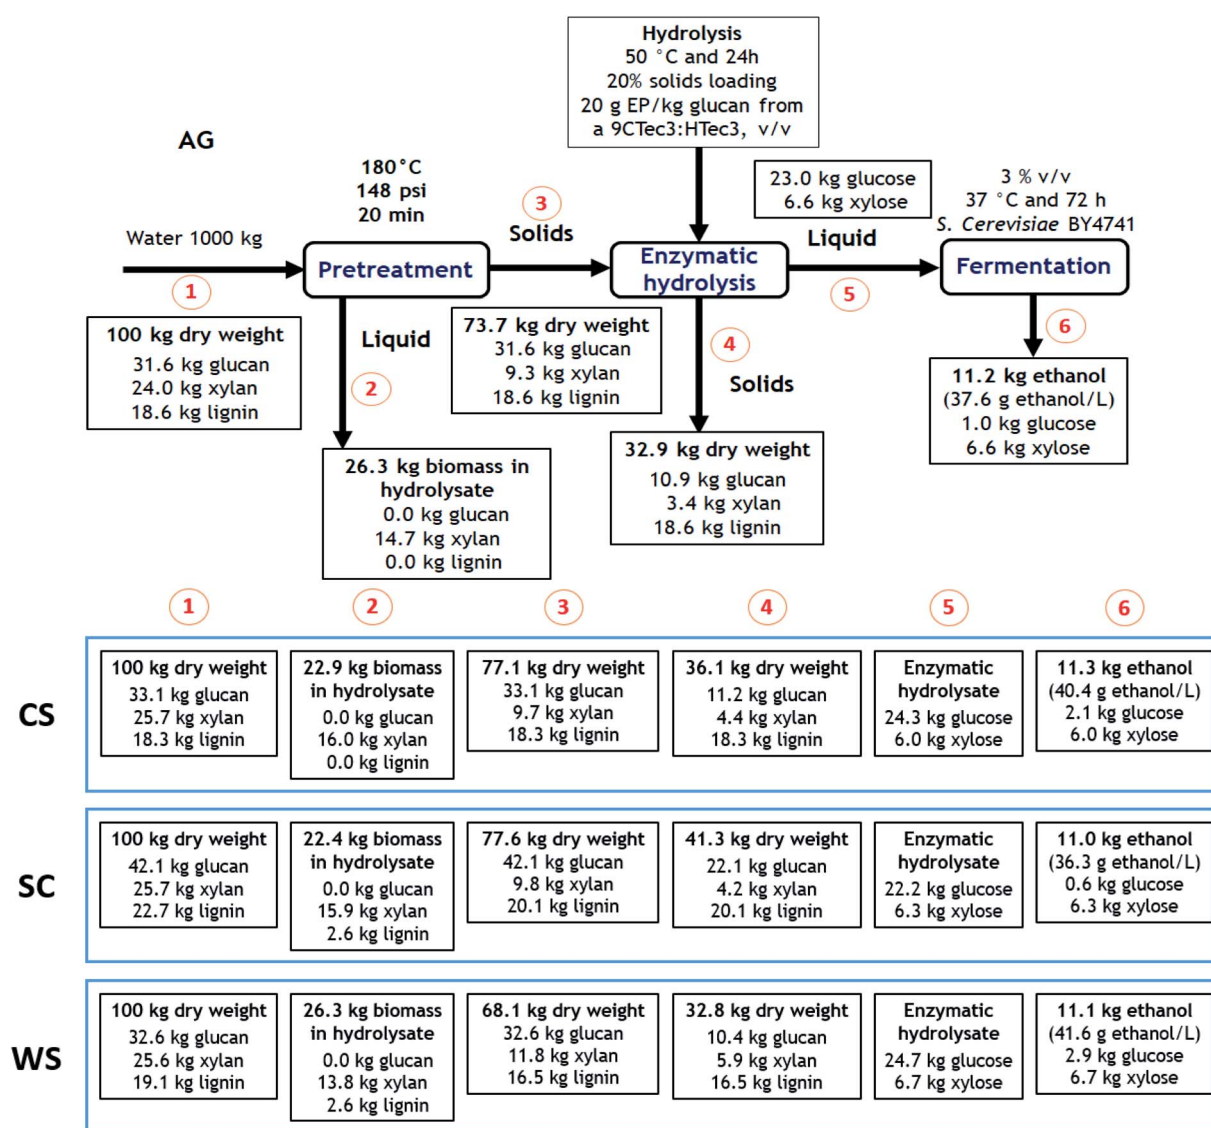 Hydrolysis
50 °C and 24h
20% solids loading
20 g EP/kg glucan from
a 9CTec3:HTec3, v/v
AG
180°C
148 psi
20 min
Water 1000 kg
1
Pretreatment
3
Solids
Enzymatic
hydrolysis
23.0 kg glucose
6.6 kg xylose
Liquid
5
3 % v/v
37 °C and 72 h
S. Cerevisiae BY4741
Fermentation
100 kg dry weight
31.6 kg glucan
24.0 kg xylan
18.6 kg lignin
Liquid
2
73.7 kg dry weight
31.6 kg glucan
9.3 kg xylan
18.6 kg lignin
4
Solids
6
11.2 kg ethanol
(37.6 g ethanol/L)
1.0 kg glucose
6.6 kg xylose
26.3 kg biomass in
hydrolysate
0.0 kg glucan
14.7 kg xylan
0.0 kg lignin
32.9 kg dry weight
10.9 kg glucan
3.4 kg xylan
18.6 kg lignin
1
2
3
4
5
6
CS
100 kg dry weight
33.1 kg glucan
25.7 kg xylan
18.3 kg lignin
22.9 kg biomass
in hydrolysate
0.0 kg glucan
16.0 kg xylan
0.0 kg lignin
77.1 kg dry weight
33.1 kg glucan
9.7 kg xylan
18.3 kg lignin
36.1 kg dry weight
11.2 kg glucan
4.4 kg xylan
18.3 kg lignin
Enzymatic
hydrolysate
24.3 kg glucose
6.0 kg xylose
11.3 kg ethanol
(40.4 g ethanol/L)
2.1 kg glucose
6.0 kg xylose
SC
100 kg dry weight
42.1 kg glucan
25.7 kg xylan
22.7 kg lignin
22.4 kg biomass
in hydrolysate
0.0 kg glucan
15.9 kg xylan
2.6 kg lignin
77.6 kg dry weight
42.1 kg glucan
9.8 kg xylan
20.1 kg lignin
41.3 kg dry weight
22.1 kg glucan
4.2 kg xylan
20.1 kg lignin
Enzymatic
hydrolysate
22.2 kg glucose
6.3 kg xylose
11.0 kg ethanol
(36.3 g ethanol/L)
0.6 kg glucose
6.3 kg xylose
WS
100 kg dry weight
32.6 kg glucan
25.6 kg xylan
19.1 kg lignin
26.3 kg biomass
in hydrolysate
0.0 kg glucan
13.8 kg xylan
2.6 kg lignin
68.1 kg dry weight
32.6 kg glucan
11.8 kg xylan
16.5 kg lignin
32.8 kg dry weight
10.4 kg glucan
5.9 kg xylan
16.5 kg lignin
Enzymatic
hydrolysate
24.7 kg glucose
6.7 kg xylose
11.1 kg ethanol
(41.6 g ethanol/L)
2.9 kg glucose
6.7 kg xylose